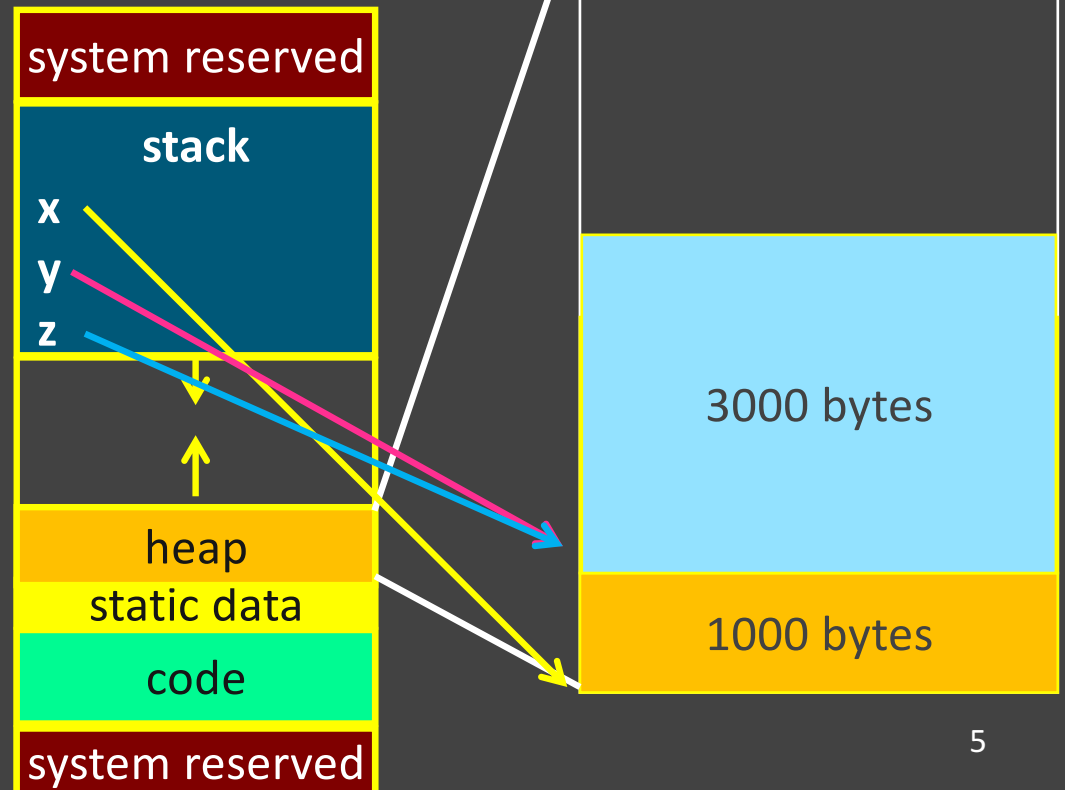 system reserved
stack
x
y
z
heap
static data
code
system reserved
3000 bytes
1000 bytes
5